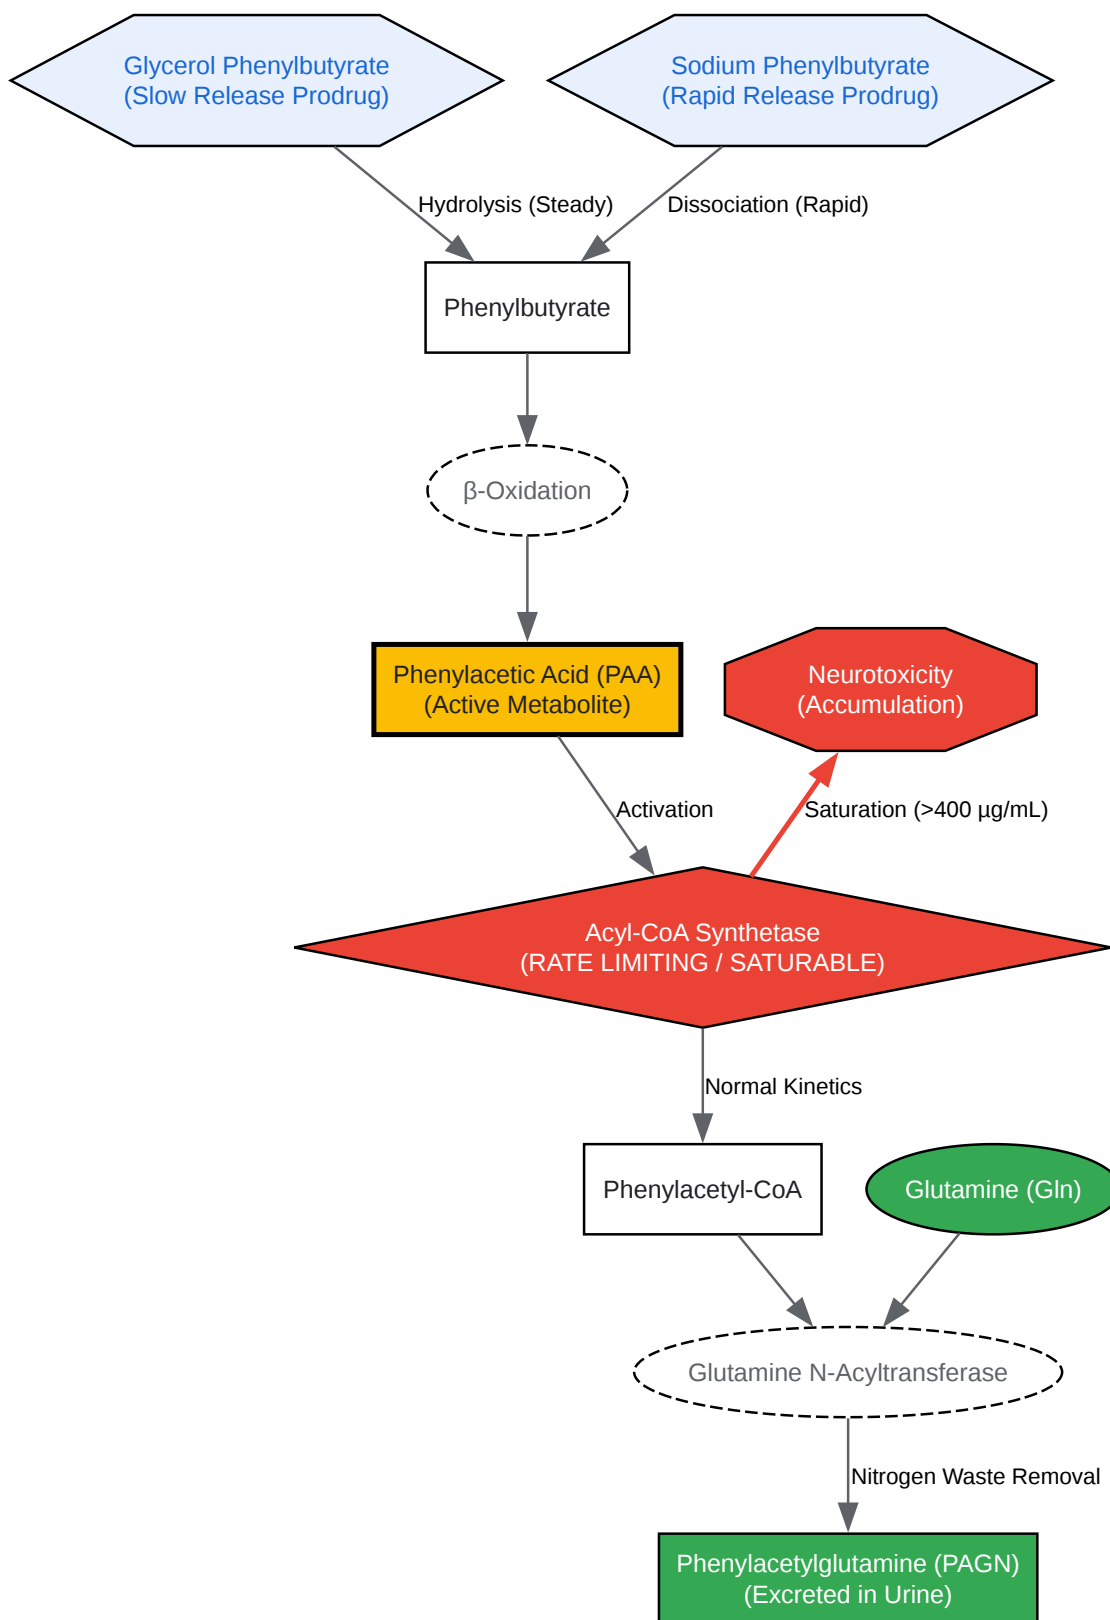 Glycerol Phenylbutyrate
(Slow Release Prodrug)
Sodium Phenylbutyrate
(Rapid Release Prodrug)
Hydrolysis (Steady)
Dissociation (Rapid)
Phenylbutyrate
β-Oxidation
Phenylacetic Acid (PAA)
(Active Metabolite)
Neurotoxicity
(Accumulation)
Activation
Saturation (>400 µg/mL)
Acyl-CoA Synthetase
(RATE LIMITING / SATURABLE)
Normal Kinetics
Phenylacetyl-CoA
Glutamine (Gln)
Glutamine N-Acyltransferase
Nitrogen Waste Removal
Phenylacetylglutamine (PAGN)
(Excreted in Urine)